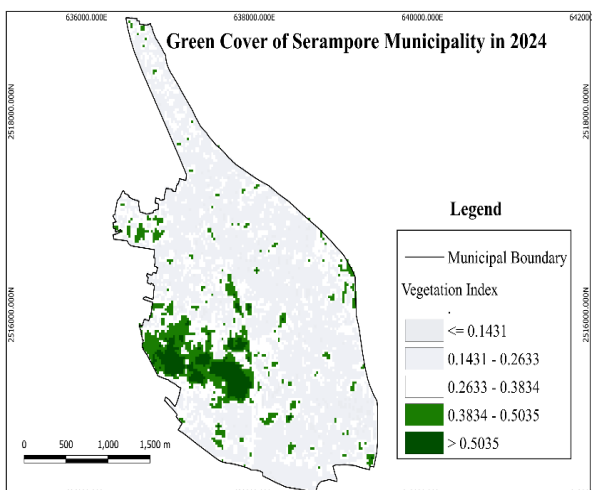 636000.000E 638000.000E 640000.000E 642000
Green Cover of Serampore Municipality in 2024
2518000.000N 2518000.000N
Legend
Municipal Boundary
Vegetation Index
.
<= 0.1431
0.1431 - 0.2633
0.2633 - 0.3834
0.3834 - 0.5035
> 0.5035
2516000.000N 2516000.000N
0 500 1,000 1,500 m